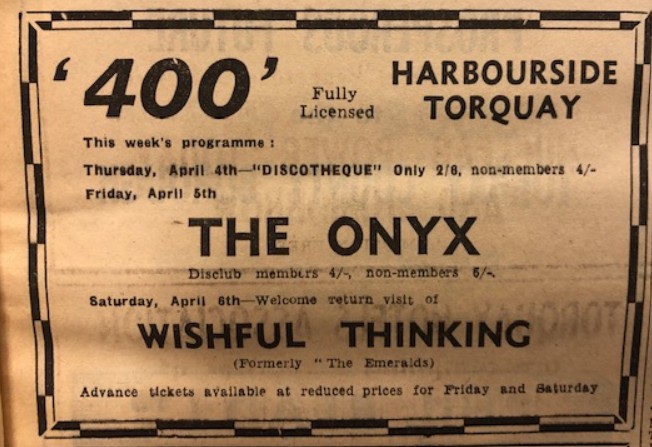 ‘400’ Fully Licensed HARBOURSIDE TORQUAY
This week's programme :
Thursday, April 4th—"DISCOTHEQUE" Only 2/6, non-members 4/-
Friday, April 5th
THE ONYX
Disclub members 4/-, non-members 6/-.
Saturday, April 6th—Welcome return visit of
WISHFUL THINKING
(Formerly " The Emeralds)
Advance tickets available at reduced prices for Friday and Saturday